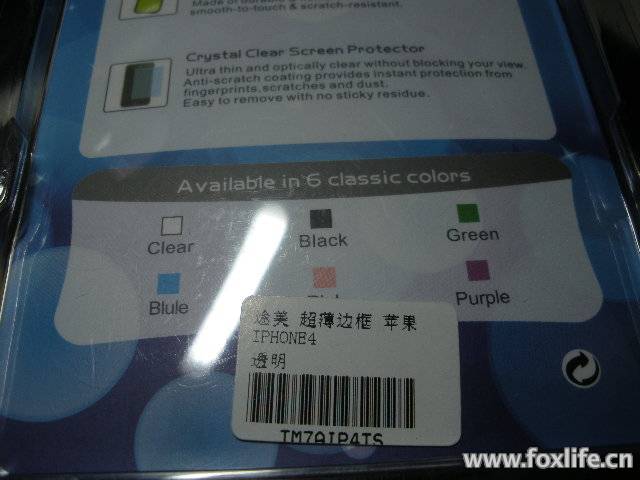 smooth-to-touch & scratch-resistant.
Crystal Clear Screen Protector
Ultra thin and optically clear without blocking your view.
Anti-scratch coating provides instant protection from
fingerprints,scratches and dust.
Easy to remove with no sticky residue.
Available in 6 classic colors
Clear
Black
Green
Blule
Purple
途美 超薄边框 苹果
IPHONE4
透明
TM7AIP4TS
www.foxlife.cn